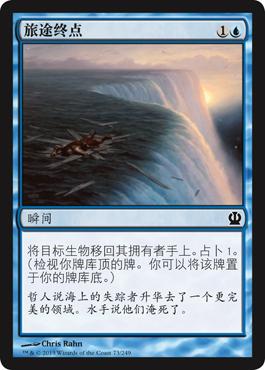 旅途终点 1
瞬间
将目标生物移回其拥有者手上。占卜1。
（检视你牌库顶的牌。你可以将该牌置
于你的牌库底。）
哲人说海上的失踪者升华去了一个更完
美的领域。水手说他们淹死了。
Chris Rahn
™ & © 2013 Wizards of the Coast 73/249